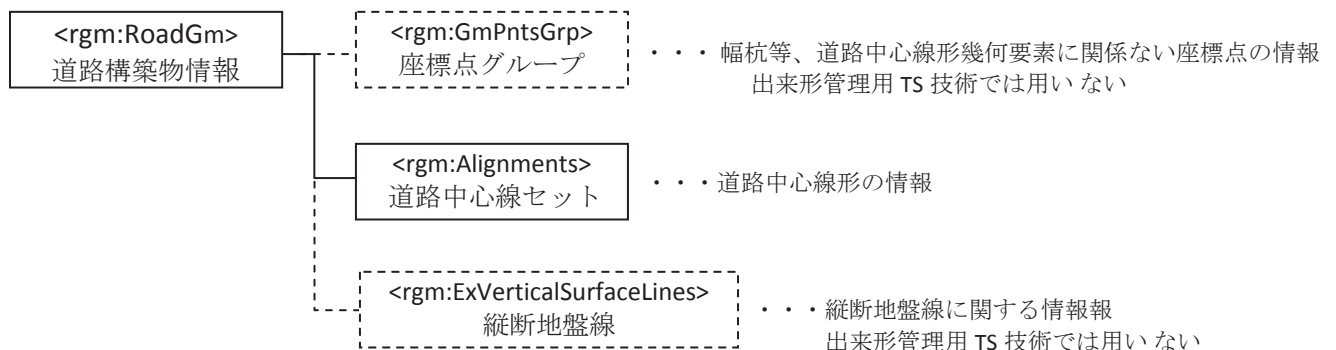 <rgm:RoadGm>
道路構築物情報
<rgm:GmPntsGrp>
座標点グループ
・・・ 幅杭等、道路中心線形幾何要素に関係ない座標点の情報
出来形管理用 TS 技術では用い ない
<rgm:Alignments>
道路中心線セット
・・・道路中心線形の情報
<rgm:ExVerticalSurfaceLines>
縦断地盤線
・・・縦断地盤線に関する情報報
出来形管理用 TS 技術では用い ない